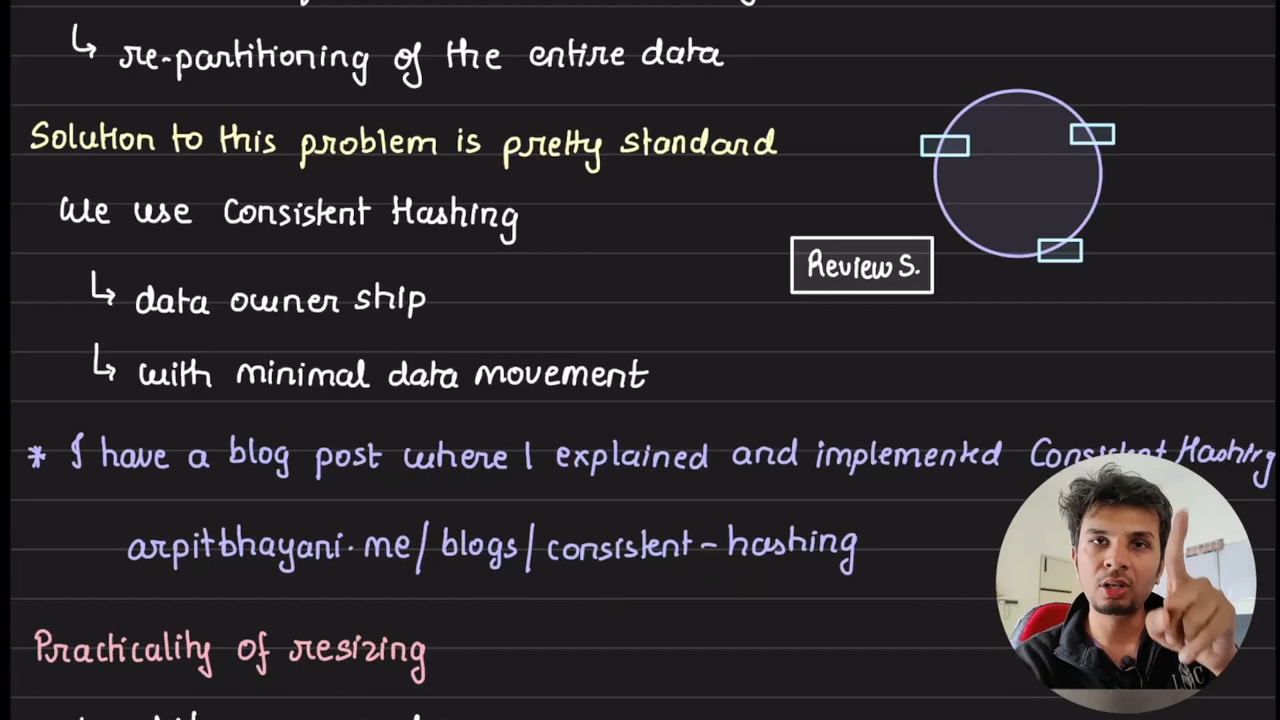 ↳ re-partitioning of the entire data
Solution to this problem is pretty standard
We use Consistent Hashing
Review S.
↳ data owner ship
↳ with minimal data movement
* I have a blog post where I explained and implemented Consistent Hashing
arpitbhayani.me/blogs/consistent-hashing
Practicality of resizing